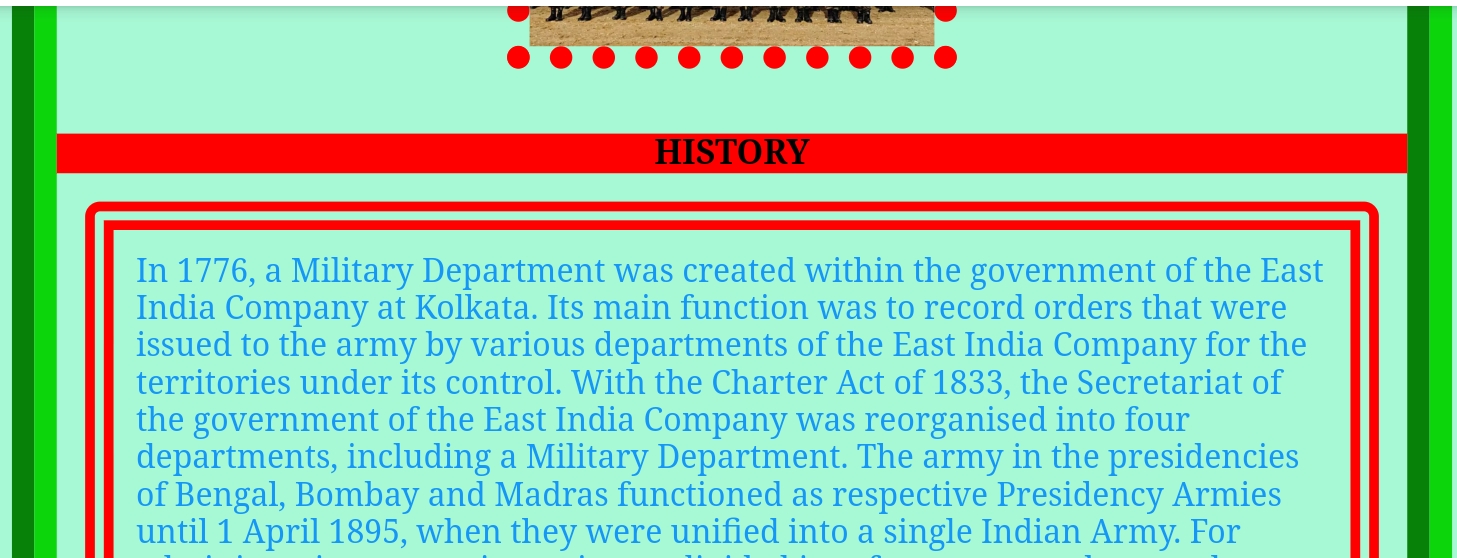 HISTORY
In 1776, a Military Department was created within the government of the East
India Company at Kolkata. Its main function was to record orders that were
issued to the army by various departments of the East India Company for the
territories under its control. With the Charter Act of 1833, the Secretariat of
the government of the East India Company was reorganised into four
departments, including a Military Department. The army in the presidencies
of Bengal, Bombay and Madras functioned as respective Presidency Armies
until 1 April 1895, when they were unified into a single Indian Army. For